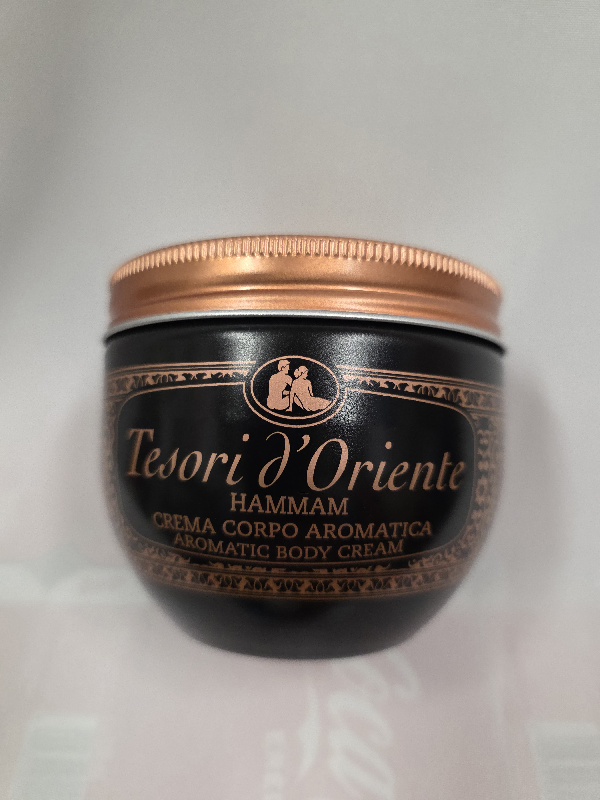 Tesori d'Oriente
HAMMAM
CREMA CORPO AROMATICA
AROMATIC BODY CREAM